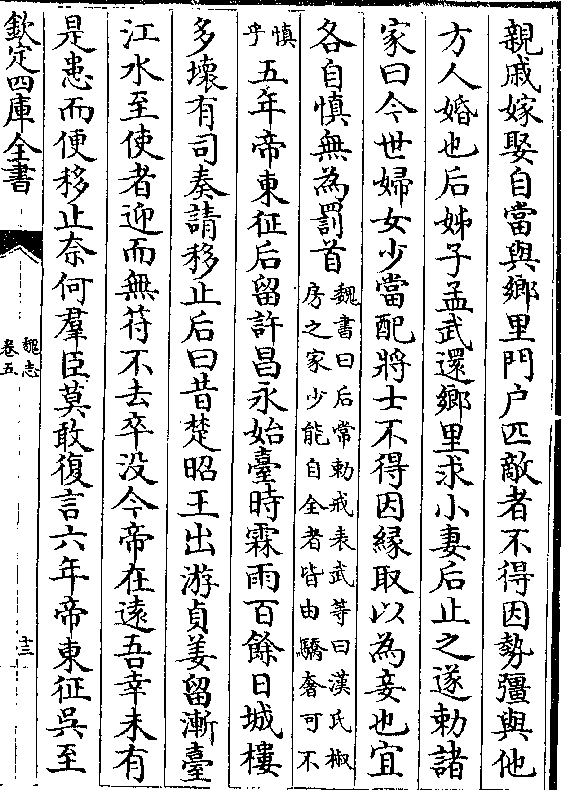 親戚嫁娶自當與鄉里門户匹敵者不得因勢彊與他
方人婚也后姊子孟武還鄉里求小妻后止之遂勅諸
家曰今世婦女少當配將士不得因緣取以為妾也宜
各自慎無為罰首魏書曰后常勅戒表武等曰漢氏椒
房之家少能自全者皆由驕奢可不
慎乎五年帝東征后留許昌永始臺時霖雨百餘日城樓
多壞有司奏請移止后曰昔楚昭王出游貞姜留漸臺
江水至使者迎而無符不去卒没今帝在遠吾幸未有
是患而便移止奈何羣臣莫敢復言六年帝東征吳至
欽定四庫全書
魏志
卷五
十三